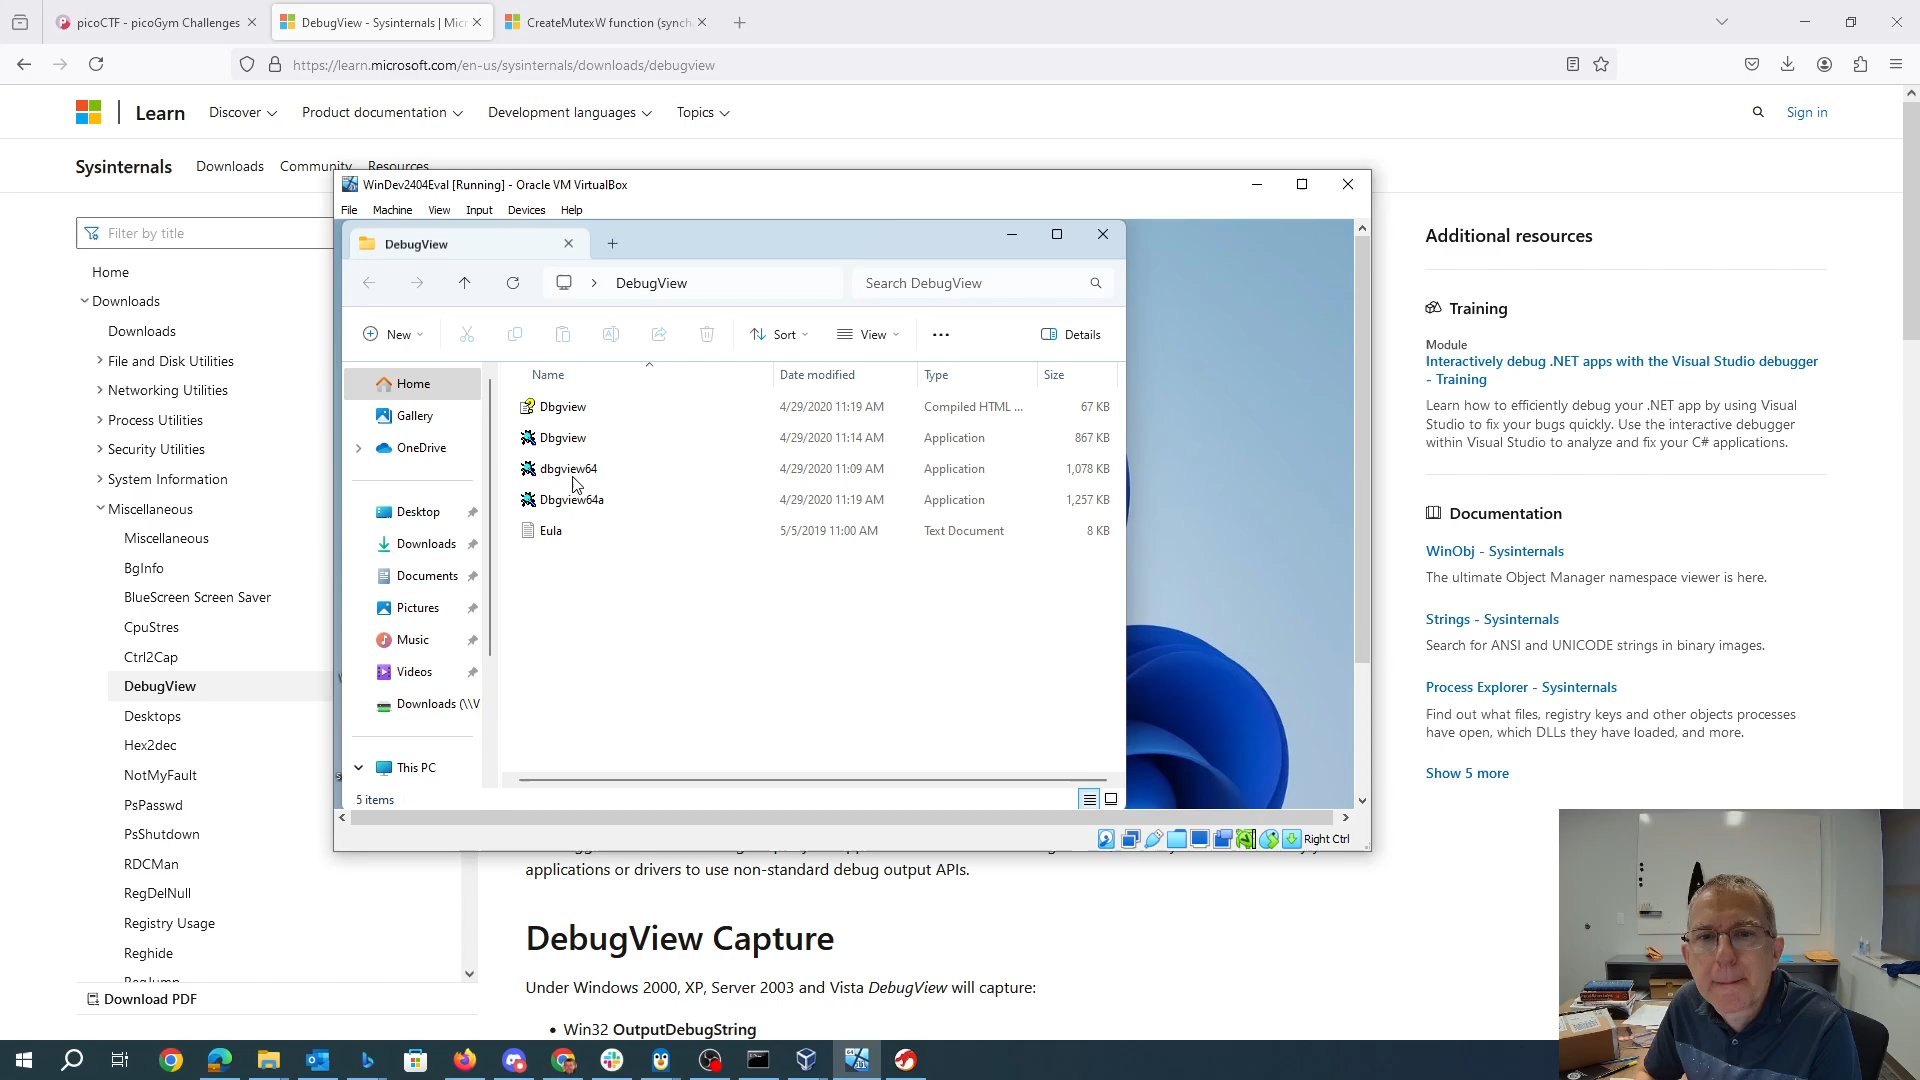 picoCTF - picoGym Challenges
DebugView - Sysinternals | Mic
CreateMutexW function (synch
https://learn.microsoft.com/en-us/sysinternals/downloads/debugview
Learn
Discover
Product documentation
Development languages
Topics
Sign in
Sysinternals
Downloads
Community
Resources
Filter by title
Home
Downloads
Downloads
File and Disk Utilities
Networking Utilities
Process Utilities
Security Utilities
System Information
Miscellaneous
Miscellaneous
BgInfo
BlueScreen Screen Saver
CpuStres
Ctrl2Cap
DebugView
Desktops
Hex2dec
NotMyFault
PsPasswd
PsShutdown
RDCMan
RegDelNull
Registry Usage
Reghide
RegJump
Download PDF
WinDev2404Eval [Running] - Oracle VM VirtualBox
File
Machine
View
Input
Devices
Help
DebugView
DebugView
Search DebugView
New
Sort
View
Details
Home
Gallery
OneDrive
Desktop
Downloads
Documents
Pictures
Music
Videos
Downloads (\\V
This PC
Name
Date modified
Type
Size
Dbgview
4/29/2020 11:19 AM
Compiled HTML ...
67 KB
Dbgview
4/29/2020 11:14 AM
Application
867 KB
dbgview64
4/29/2020 11:09 AM
Application
1,078 KB
Dbgview64a
4/29/2020 11:19 AM
Application
1,257 KB
Eula
5/5/2019 11:00 AM
Text Document
8 KB
5 items
Right Ctrl
applications or drivers to use non-standard debug output APIs.
DebugView Capture
Under Windows 2000, XP, Server 2003 and Vista DebugView will capture:
• Win32 OutputDebugString
Additional resources
Training
Module
Interactively debug .NET apps with the Visual Studio debugger
- Training
Learn how to efficiently debug your .NET app by using Visual
Studio to fix your bugs quickly. Use the interactive debugger
within Visual Studio to analyze and fix your C# applications.
Documentation
WinObj - Sysinternals
The ultimate Object Manager namespace viewer is here.
Strings - Sysinternals
Search for ANSI and UNICODE strings in binary images.
Process Explorer - Sysinternals
Find out what files, registry keys and other objects processes
have open, which DLLs they have loaded, and more.
Show 5 more